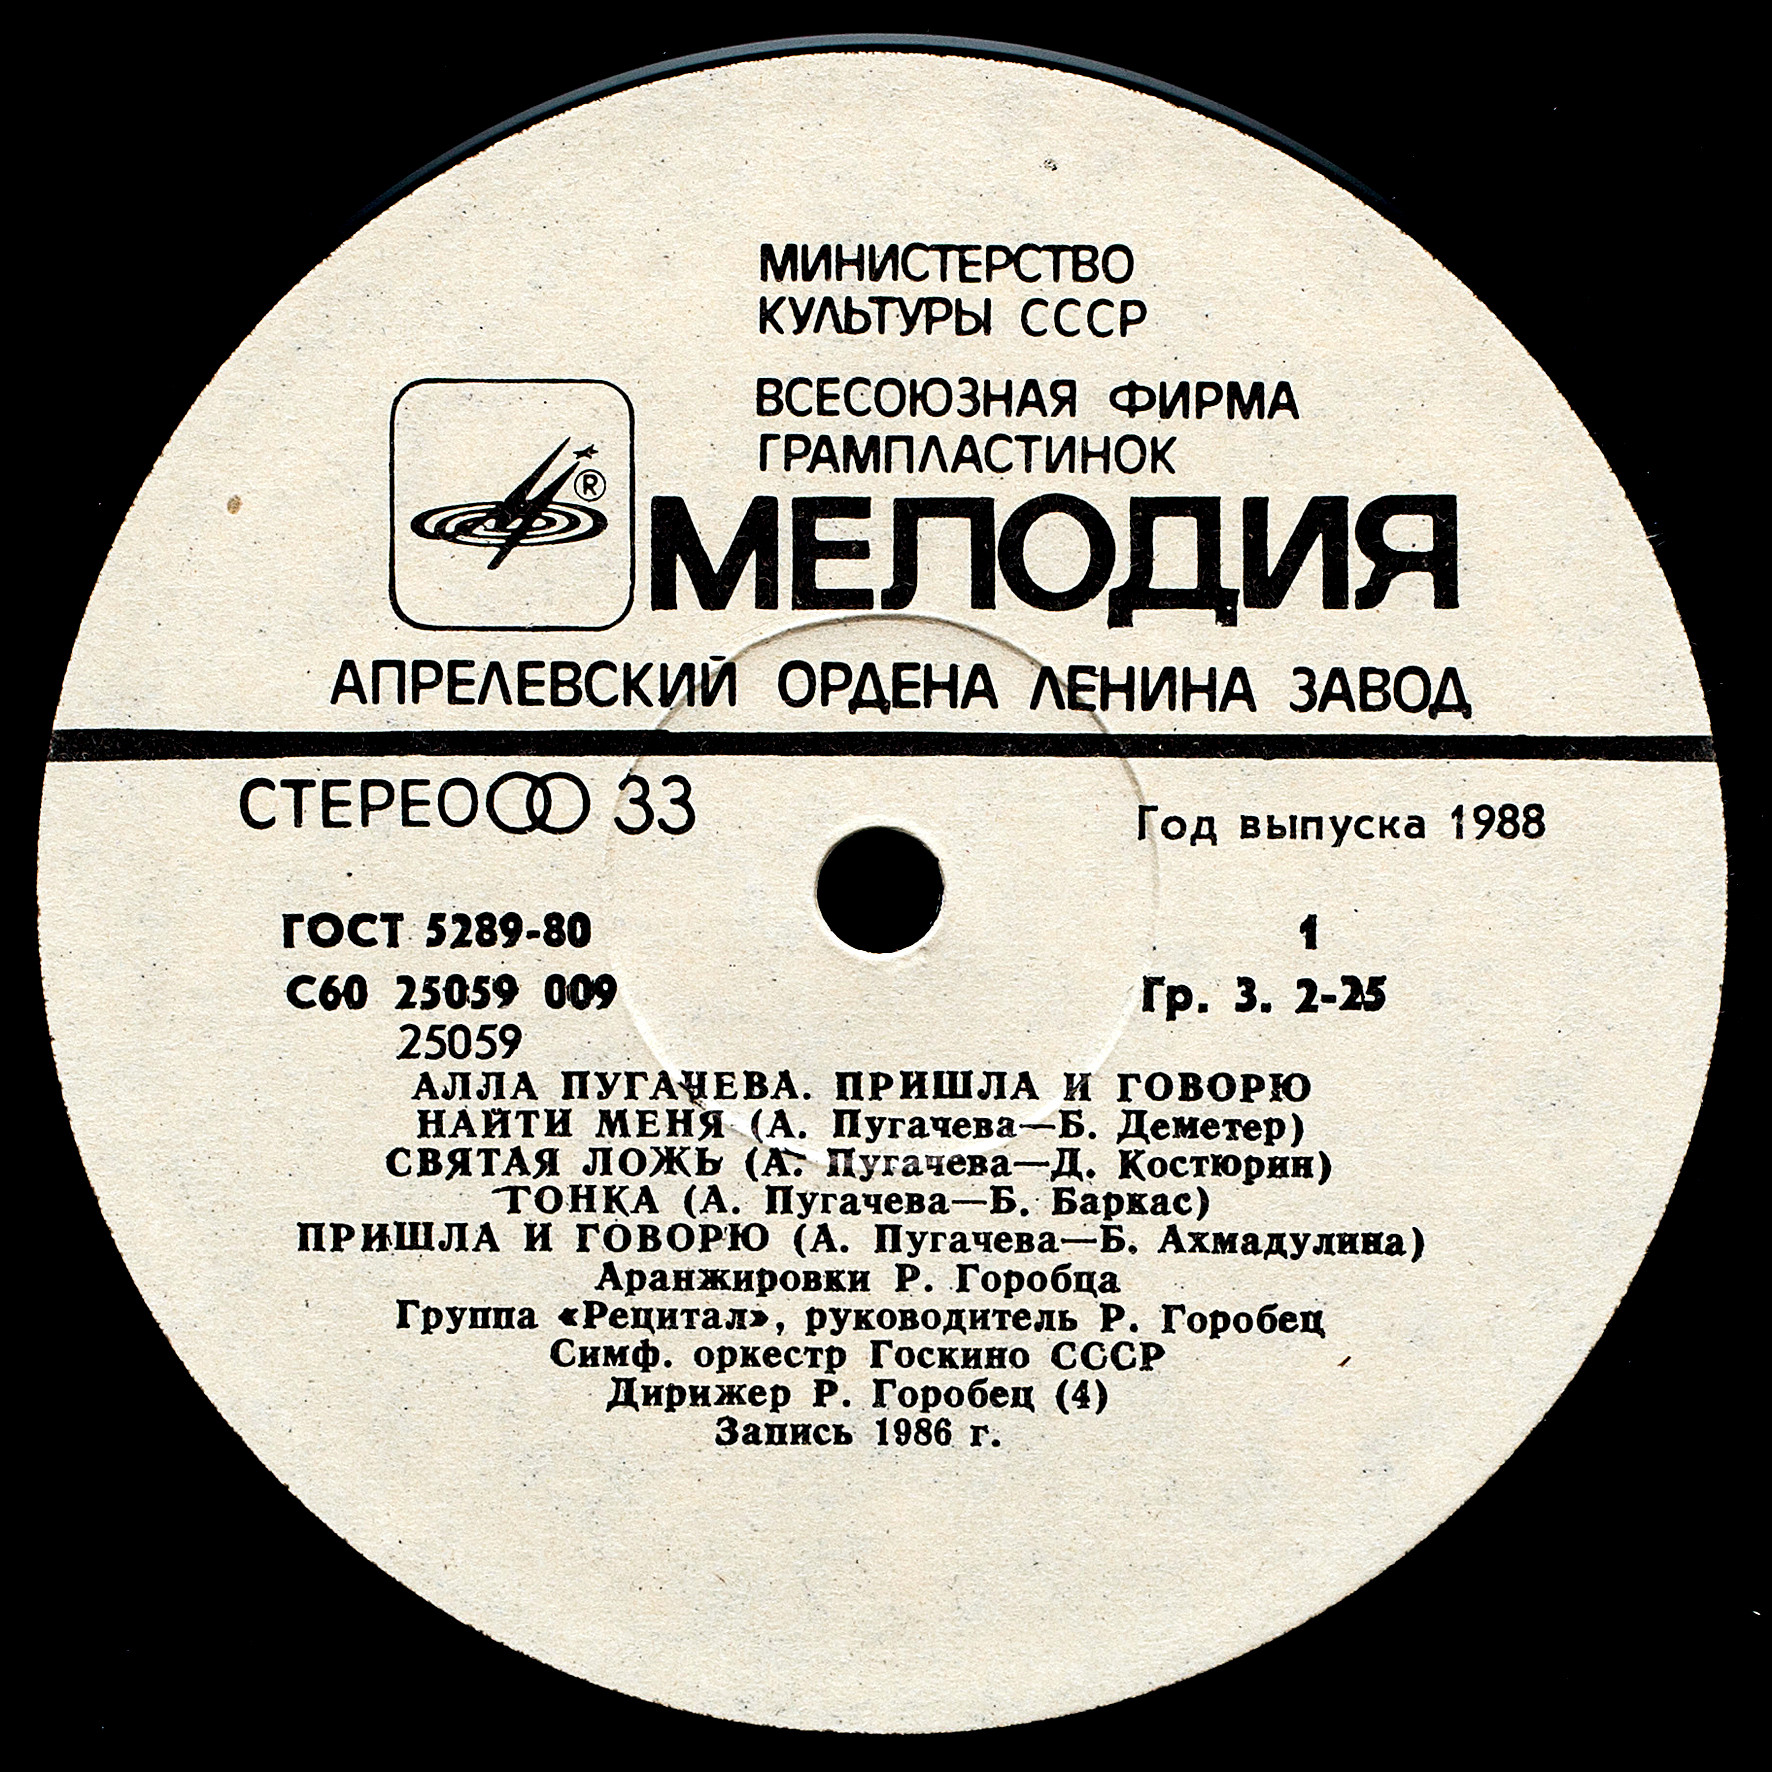 МИНИСТЕРСТВО
КУЛЬТУРЫ СССР
ВСЕСОЮЗНАЯ ФИРМА
ГРАМПЛАСТИНОК
®
МЕЛОДИЯ
АПРЕЛЕВСКИЙ ОРДЕНА ЛЕНИНА ЗАВОД
СТЕРЕО 33
Год выпуска 1988
ГОСТ 5289-80
1
С60 25059 009
Гр. 3. 2-25
25059
АЛЛА ПУГАЧЕВА. ПРИШЛА И ГОВОРЮ
НАЙТИ МЕНЯ (А. Пугачева—Б. Деметер)
СВЯТАЯ ЛОЖЬ (А. Пугачева—Д. Костюрин)
ТОНКА (А. Пугачева—Б. Баркас)
ПРИШЛА И ГОВОРЮ (А. Пугачева—Б. Ахмадулина)
Аранжировки Р. Горобца
Группа «Рецитал», руководитель Р. Горобец
Симф. оркестр Госкино СССР
Дирижер Р. Горобец (4)
Запись 1986 г.